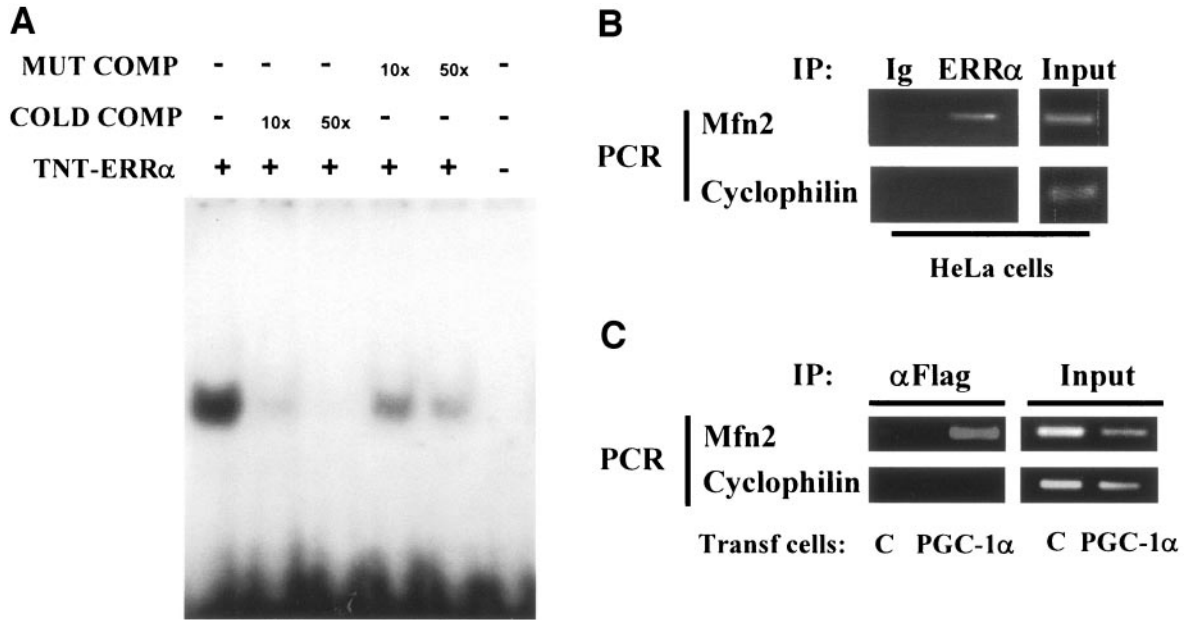 A
MUT COMP - - - 10x 50x -
COLD COMP - 10x 50x - - -
TNT-ERRα + + + + + -
B
IP: Ig ERRα Input
PCR
Mfn2
Cyclophilin
HeLa cells
C
IP: αFlag Input
PCR
Mfn2
Cyclophilin
Transf cells: C PGC-1α C PGC-1α